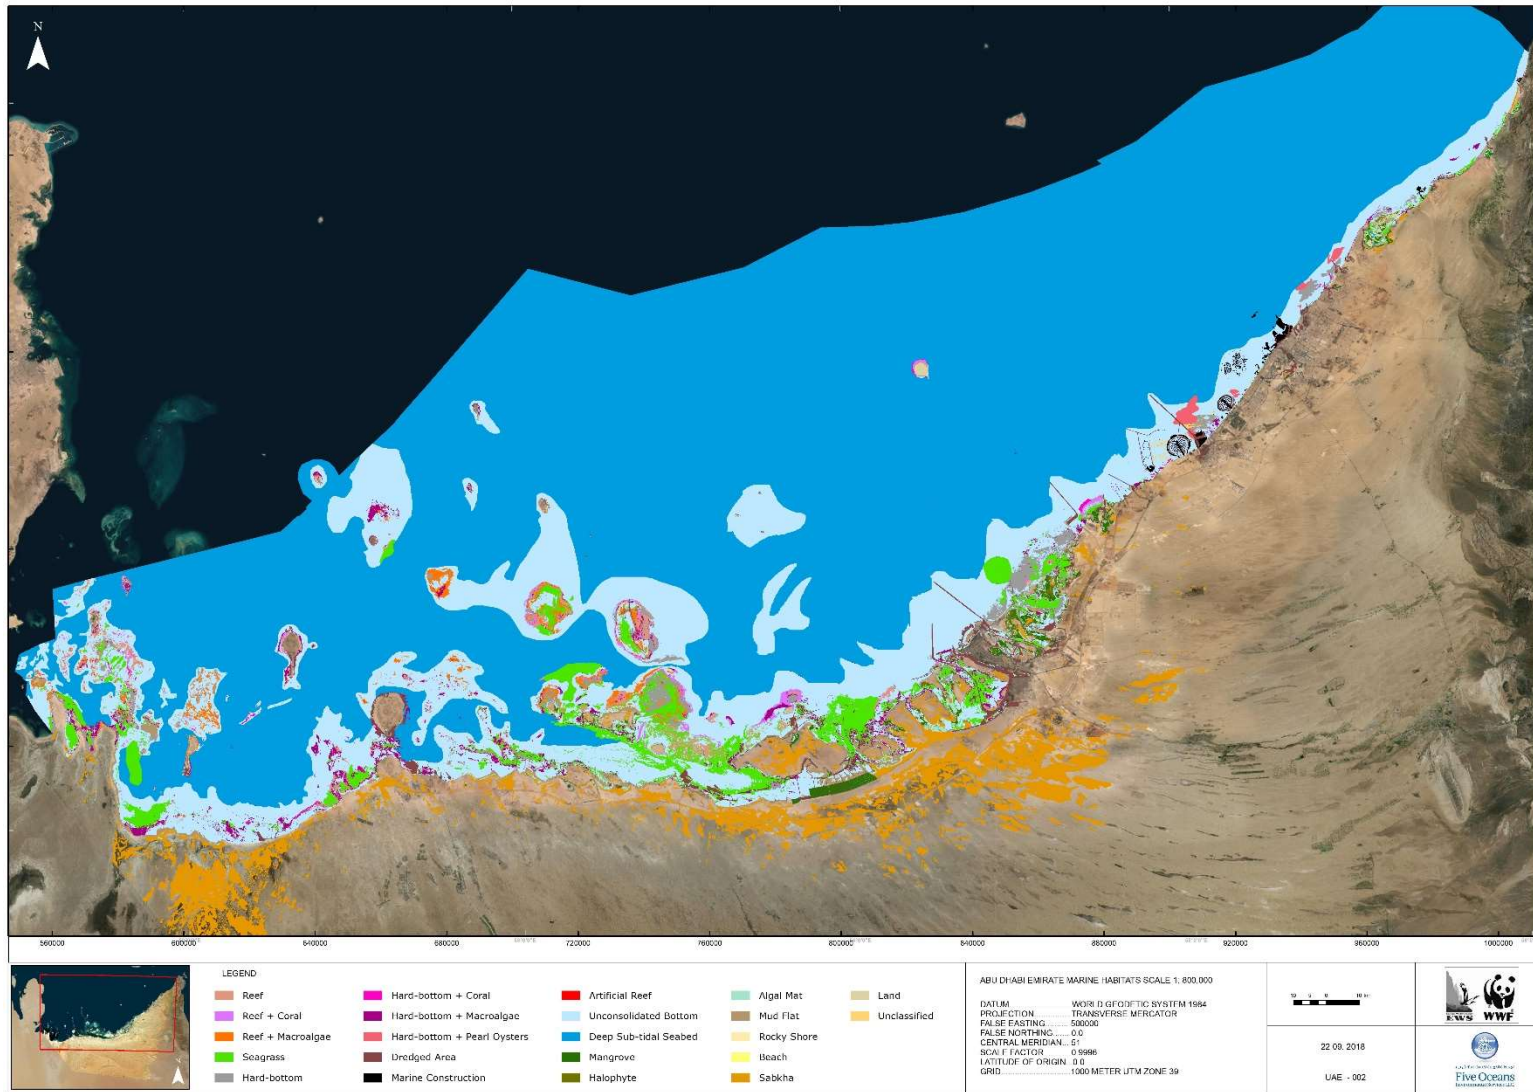 N
560000 600000 640000 680000 720000 760000 800000 840000 880000 920000 960000 1000000
LEGEND
Reef
Reef + Coral
Reef + Macroalgae
Seagrass
Hard-bottom
Hard-bottom + Coral
Hard-bottom + Macroalgae
Hard-bottom + Pearl Oysters
Dredged Area
Marine Construction
Artificial Reef
Unconsolidated Bottom
Deep Sub-tidal Seabed
Mangrove
Halophyte
Algal Mat
Mud Flat
Rocky Shore
Beach
Sabkha
Land
Unclassified
ABU DHABI EMIRATE MARINE HABITATS SCALE 1: 800,000
DATUM WORLD GEODETIC SYSTEM 1984
PROJECTION TRANSVERSE MERCATOR
FALSE EASTING 500000
FALSE NORTHING 0.0
CENTRAL MERIDIAN 51
SCALE FACTOR 0.9996
LATITUDE OF ORIGIN 0.0
GRID 1000 METER UTM ZONE 39
22 09. 2018
UAE - 002
EWS WWF
Five Oceans